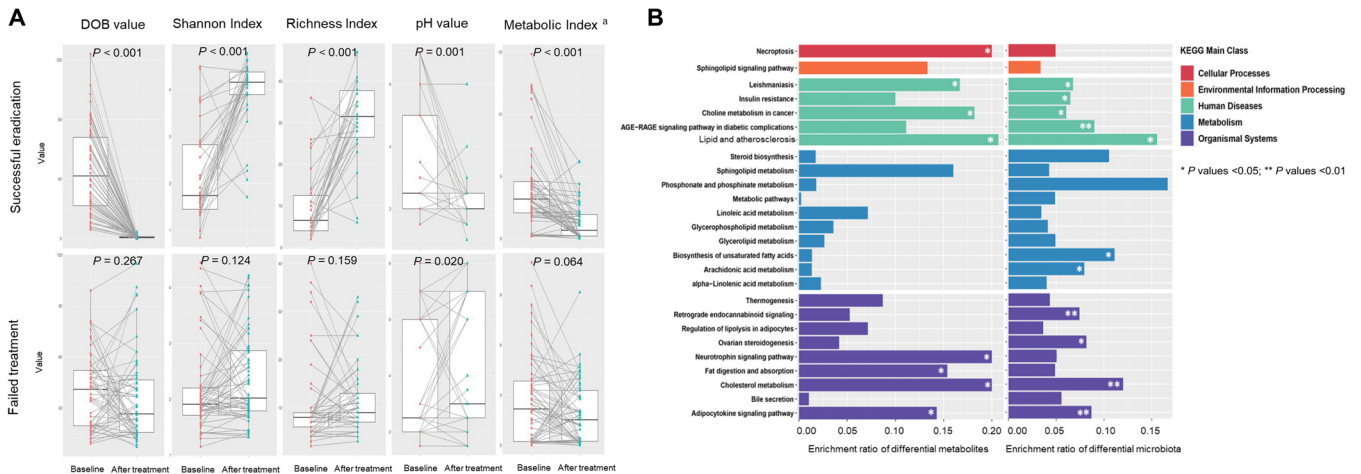 A
DOB value Shannon Index Richness Index pH value Metabolic Index a
Successful eradication
Value
P < 0.001 P < 0.001 P < 0.001 P = 0.001 P < 0.001
Failed treatment
Value
P = 0.267 P = 0.124 P = 0.159 P = 0.020 P = 0.064
Baseline After treatment Baseline After treatment Baseline After treatment Baseline After treatment Baseline After treatment
B
Necroptosis
Sphingolipid signaling pathway
Leishmaniasis
Insulin resistance
Choline metabolism in cancer
AGE−RAGE signaling pathway in diabetic complications
Lipid and atherosclerosis
Steroid biosynthesis
Sphingolipid metabolism
Phosphonate and phosphinate metabolism
Metabolic pathways
Linoleic acid metabolism
Glycerophospholipid metabolism
Glycerolipid metabolism
Biosynthesis of unsaturated fatty acids
Arachidonic acid metabolism
alpha−Linolenic acid metabolism
Thermogenesis
Retrograde endocannabinoid signaling
Regulation of lipolysis in adipocytes
Ovarian steroidogenesis
Neurotrophin signaling pathway
Fat digestion and absorption
Cholesterol metabolism
Bile secretion
Adipocytokine signaling pathway
0.00 0.05 0.10 0.15 0.20
Enrichment ratio of differential metabolites
0.00 0.05 0.10 0.15
Enrichment ratio of differential microbiota
KEGG Main Class
Cellular Processes
Environmental Information Processing
Human Diseases
Metabolism
Organismal Systems
* P values <0.05; ** P values <0.01